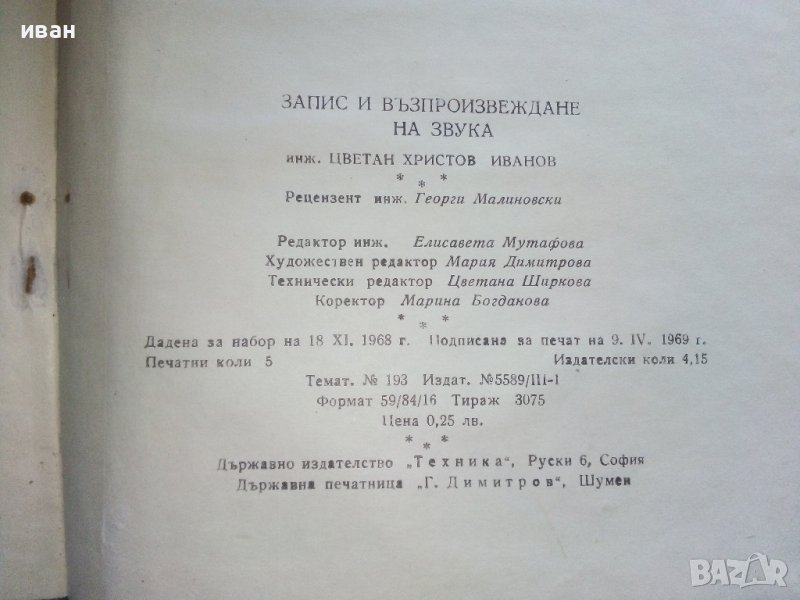 иван
ЗАПИС И ВЪЗПРОИЗВЕЖДАНЕ
НА ЗВУКА
инж. ЦВЕТАН ХРИСТОВ ИВАНОВ
* * *
Рецензент инж. Георги Малиновски
Редактор инж. Елисавета Мутафова
Художествен редактор Мария Димитрова
Технически редактор Цветана Ширкова
Коректор Марина Богданова
* * *
Дадена за набор на 18 XI. 1968 г. Подписана за печат на 9. IV. 1969 г.
Печатни коли 5 Издателски коли 4,15
Темат. № 193 Издат. №5589/III-1
Формат 59/84/16 Тираж 3075
Цена 0,25 лв.
* * *
Държавно издателство „Техника“, Руски 6, София
Държавна печатница „Г. Димитров“, Шумен
BAZAR